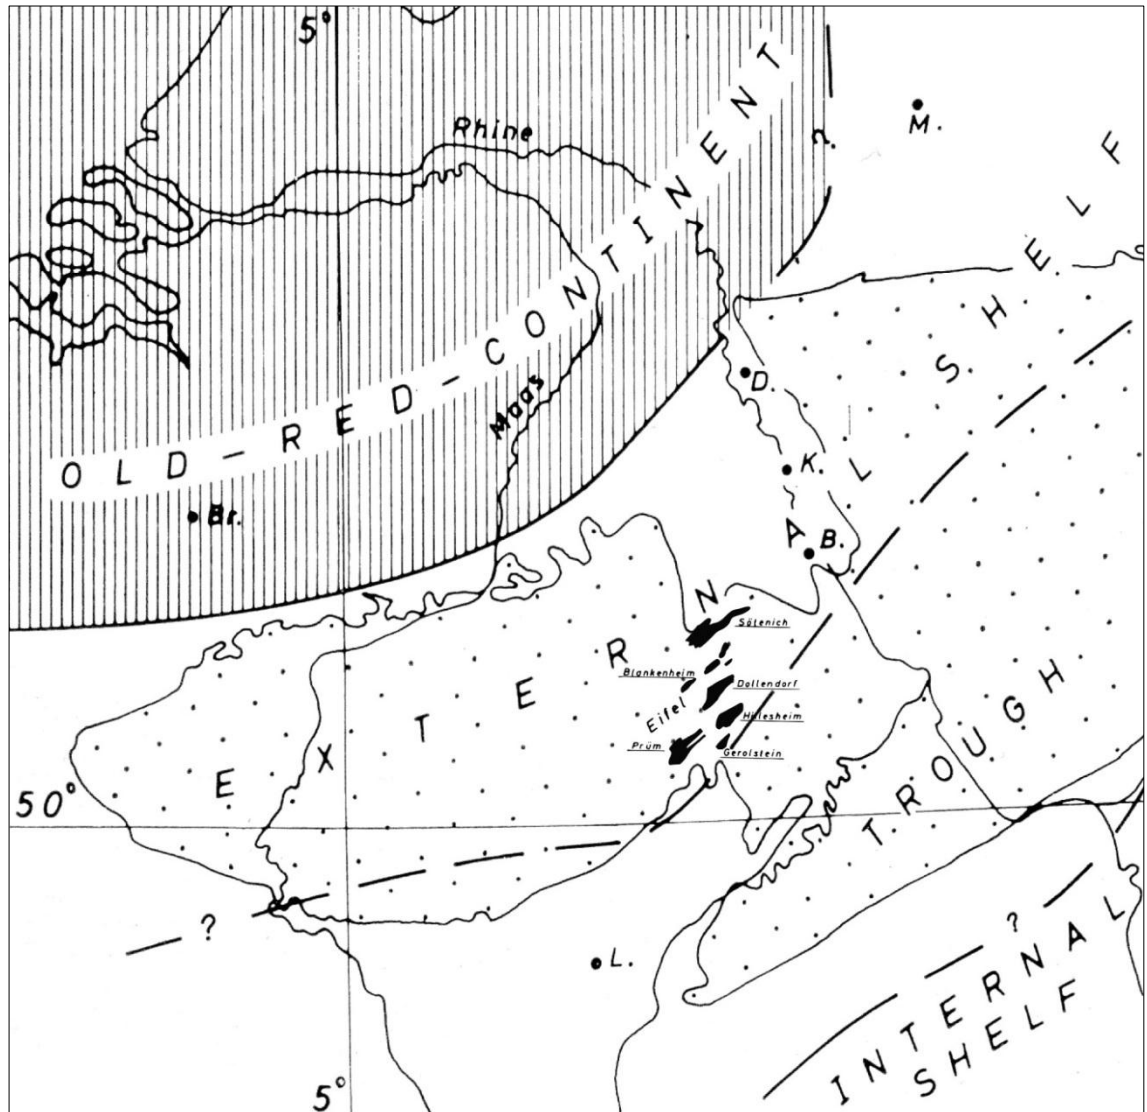 5°
Rhine
M.
OLD-RED-CONTINENT
?
Maas
D.
K.
B.
Br.
EXTERNAL SHELF
Sötenich
Blankenheim
Dollendorf
Eifel
Hillesheim
Prüm
Gerolstein
TROUGH
50°
?
L.
?
INTERNAL
SHELF
5°